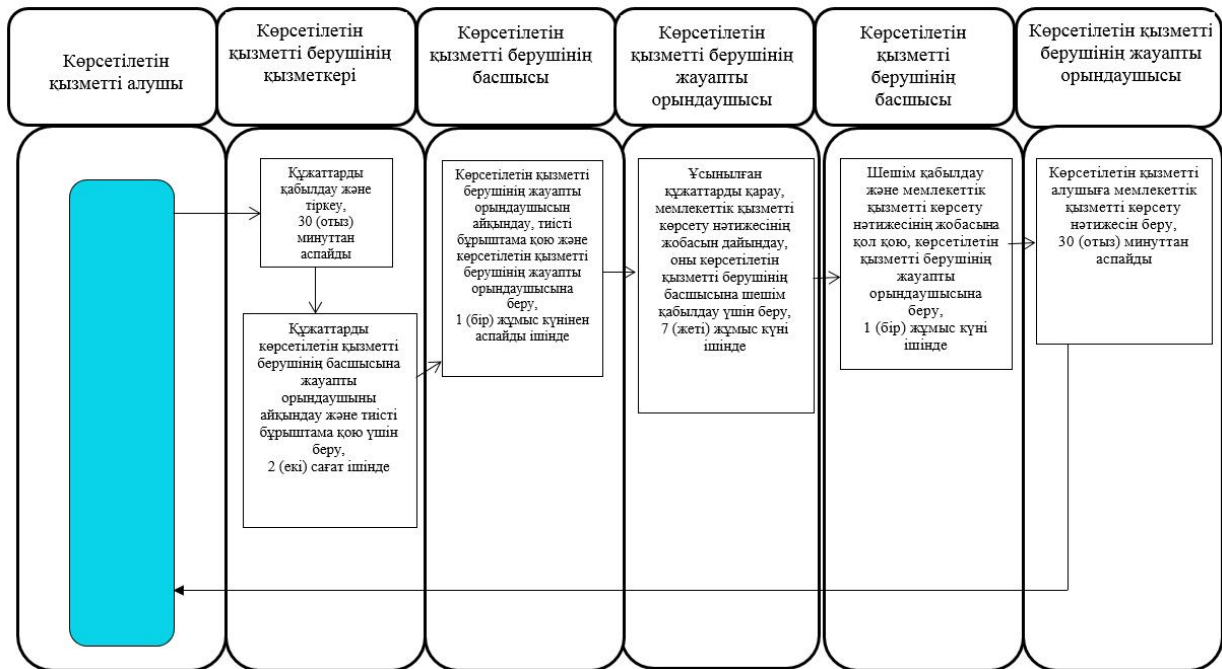 Көрсетілетін
қызметті алушы
Көрсетілетін
қызметті берушінің
қызметкері
Көрсетілетін
қызметті берушінің
басшысы
Көрсетілетін
қызметті берушінің
жауапты
орындаушысы
Көрсетілетін
қызметті
берушінің
басшысы
Көрсетілетін қызметті
берушінің жауапты
орындаушысы
Құжаттарды
қабылдау және
тіркеу,
30 (отыз)
минуттан
аспайды
Құжаттарды
көрсетілетін қызметті
берушінің басшысына
жауапты
орындаушыны
айқындау және тиісті
бұрыштама қою үшін
беру,
2 (екі) сағат ішінде
Көрсетілетін қызметті
берушінің жауапты
орындаушысын
айқындау, тиісті
бұрыштама қою және
көрсетілетін қызметті
берушінің жауапты
орындаушысына
беру,
1 (бір) жұмыс күнінен
аспайды ішінде
Ұсынылған
құжаттарды қарау,
мемлекеттік қызметті
көрсету нәтижесінің
жобасын дайындау,
оны көрсетілетін
қызметті берушінің
басшысына шешім
қабылдау үшін беру,
7 (жеті) жұмыс күні
ішінде
Шешім қабылдау
және мемлекеттік
қызметті көрсету
нәтижесінің жобасына
қол қою, көрсетілетін
қызметті берушінің
жауапты
орындаушысына
беру,
1 (бір) жұмыс күні
ішінде
Көрсетілетін қызметті
алушыға мемлекеттік
қызметті көрсету
нәтижесін беру,
30 (отыз) минуттан
аспайды